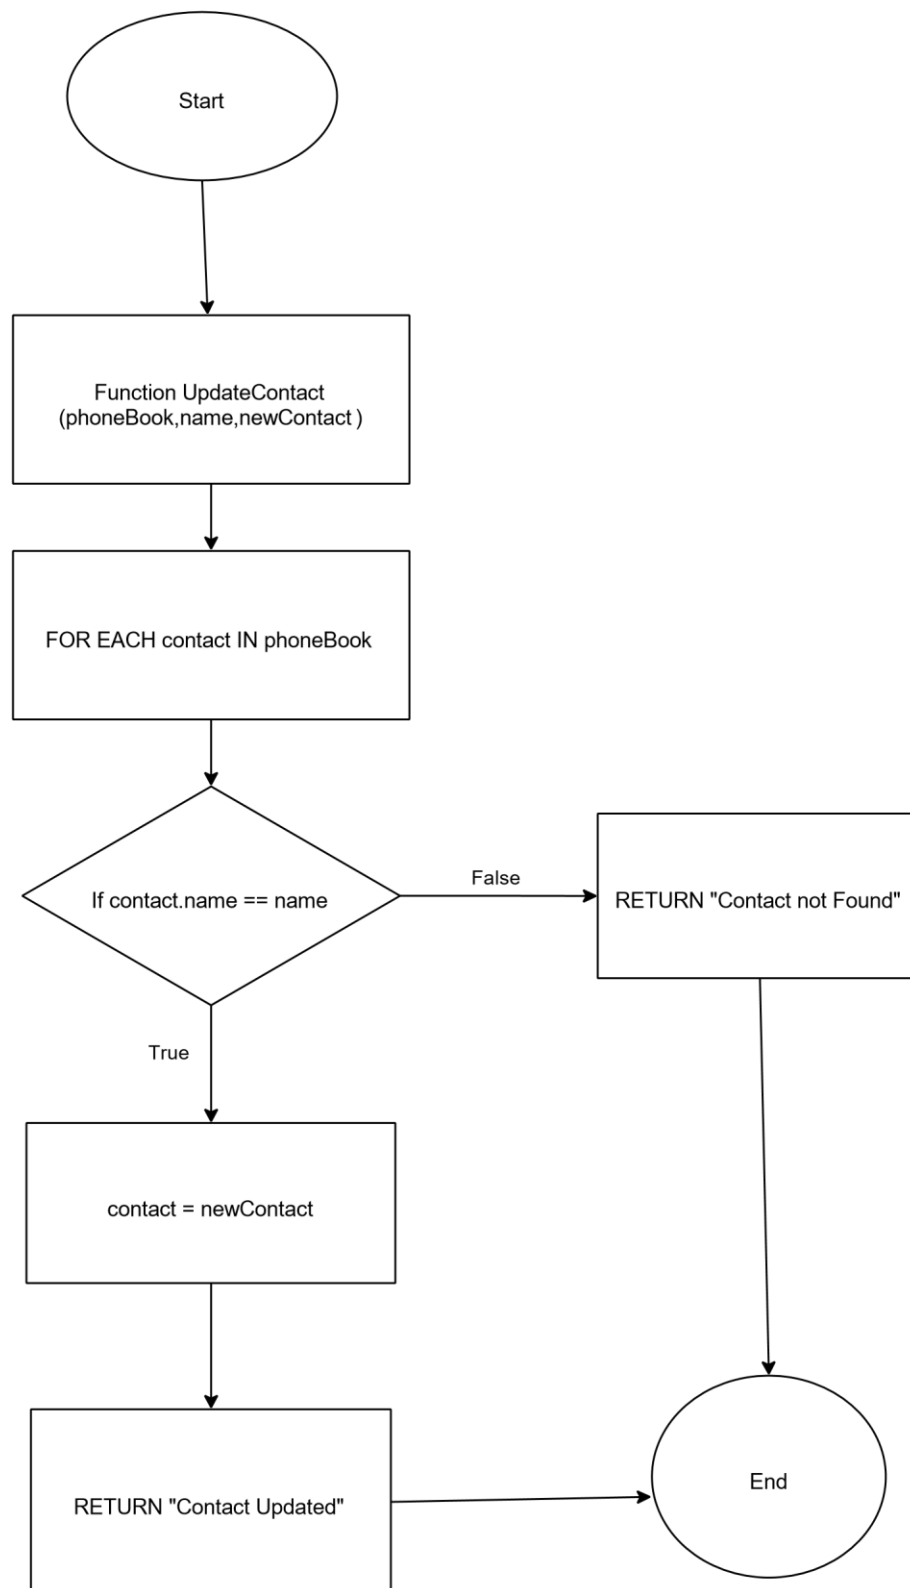 Start
Function UpdateContact
(phoneBook,name,newContact )
FOR EACH contact IN phoneBook
If contact.name == name
False
RETURN "Contact not Found"
True
contact = newContact
RETURN "Contact Updated"
End